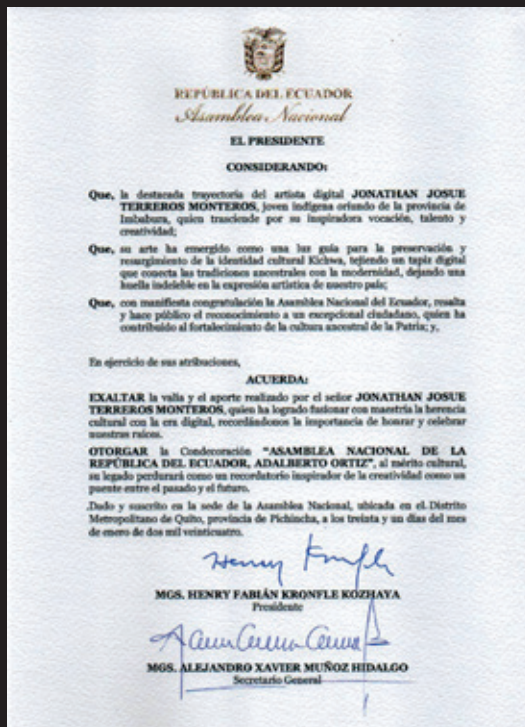 REPÚBLICA DEL ECUADOR
Asamblea Nacional
EL PRESIDENTE
CONSIDERANDO:
Que, la destacada trayectoria del artista digital JONATHAN JOSUE
TERREROS MONTEROS, joven indígena oriundo de la provincia de
Imbabura, quien trasciende por su inspiradora vocación, talento y
creatividad;
Que, su arte ha emergido como una luz guía para la preservación y
resurgimiento de la identidad cultural Kichwa, tejiendo un tapiz digital
que conecta las tradiciones ancestrales con la modernidad, dejando una
huella indeleble en la expresión artística de nuestro país;
Que, con manifiesta congratulación la Asamblea Nacional del Ecuador, resalta
y hace público el reconocimiento a un excepcional ciudadano, quien ha
contribuido al fortalecimiento de la cultura ancestral de la Patria; y,
En ejercicio de sus atribuciones,
ACUERDA:
EXALTAR la valía y el aporte realizado por el señor JONATHAN JOSUE
TERREROS MONTEROS, quien ha logrado fusionar con maestría la herencia
cultural con la era digital, recordándonos la importancia de honrar y celebrar
nuestras raíces.
OTORGAR la Condecoración "ASAMBLEA NACIONAL DE LA
REPÚBLICA DEL ECUADOR, ADALBERTO ORTIZ", al mérito cultural,
su legado perdurará como un recordatorio inspirador de la creatividad como un
puente entre el pasado y el futuro.
Dado y suscrito en la sede de la Asamblea Nacional, ubicada en el Distrito
Metropolitano de Quito, provincia de Pichincha, a los treinta y un días del mes
de enero de dos mil veinticuatro.
Henry Kronfle
MGS. HENRY FABIÁN KRONFLE KOZHAYA
Presidente
MGS. ALEJANDRO XAVIER MUÑOZ HIDALGO
Secretario General